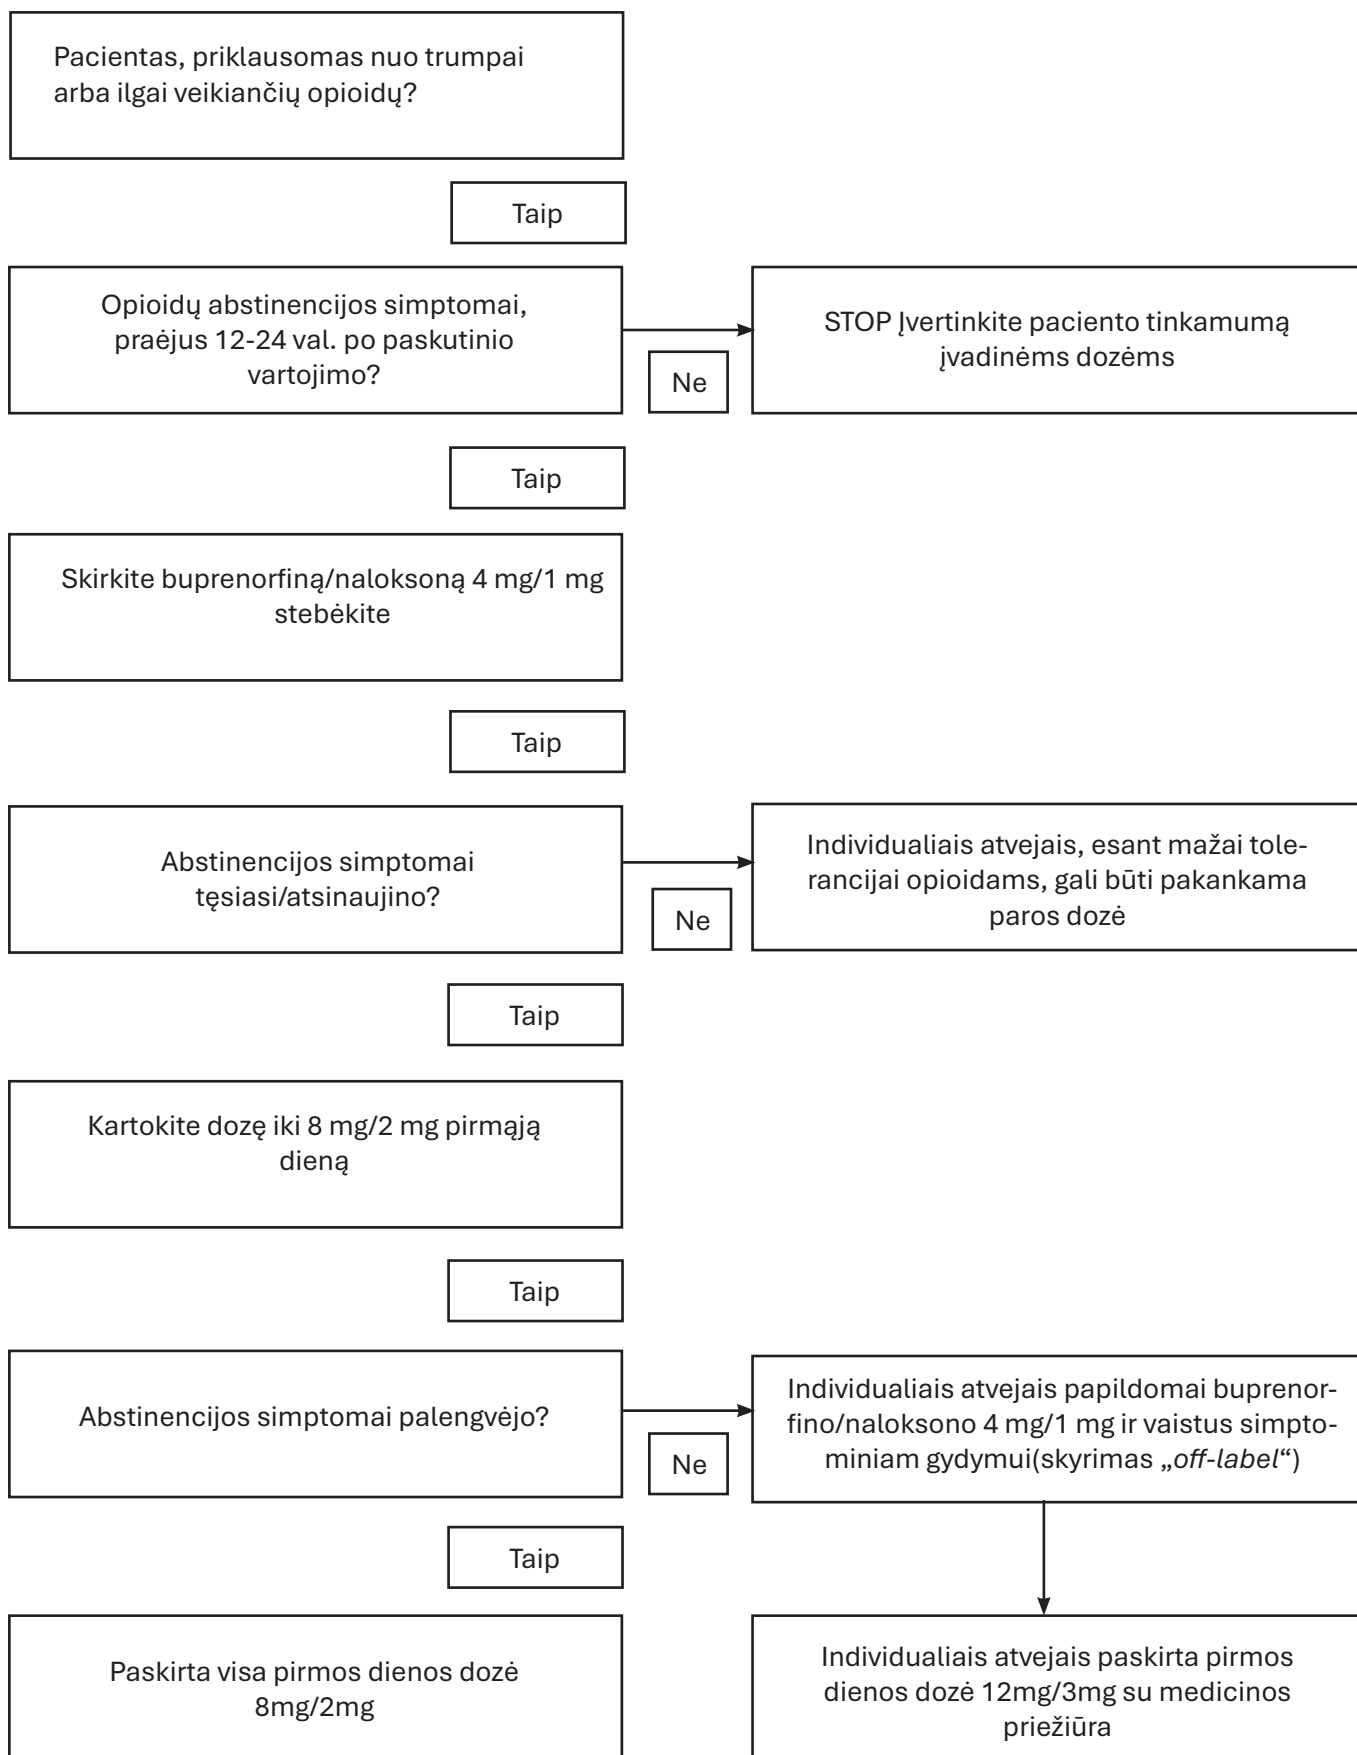 Pacientas, priklausomas nuo trumpai
arba ilgai veikiančių opioidų?
Taip
Opioidų abstinencijos simptomai,
praėjus 12-24 val. po paskutinio
vartojimo?
Ne
STOP Įvertinkite paciento tinkamumą
įvadinėms dozėms
Taip
Skirkite buprenorfiną/naloksoną 4 mg/1 mg
stebėkite
Taip
Abstinencijos simptomai
tęsiasi/atsinaujino?
Ne
Individualiais atvejais, esant mažai tole-
rancijai opioidams, gali būti pakankama
paros dozė
Taip
Kartokite dozę iki 8 mg/2 mg pirmąją
dieną
Taip
Abstinencijos simptomai palengvėjo?
Ne
Individualiais atvejais papildomai buprenor-
fino/naloksono 4 mg/1 mg ir vaistus simpto-
miniam gydymui(skyrimas „off-label“)
Taip
Paskirta visa pirmos dienos dozė
8mg/2mg
Individualiais atvejais paskirta pirmos
dienos dozė 12mg/3mg su medicinos
priežiūra